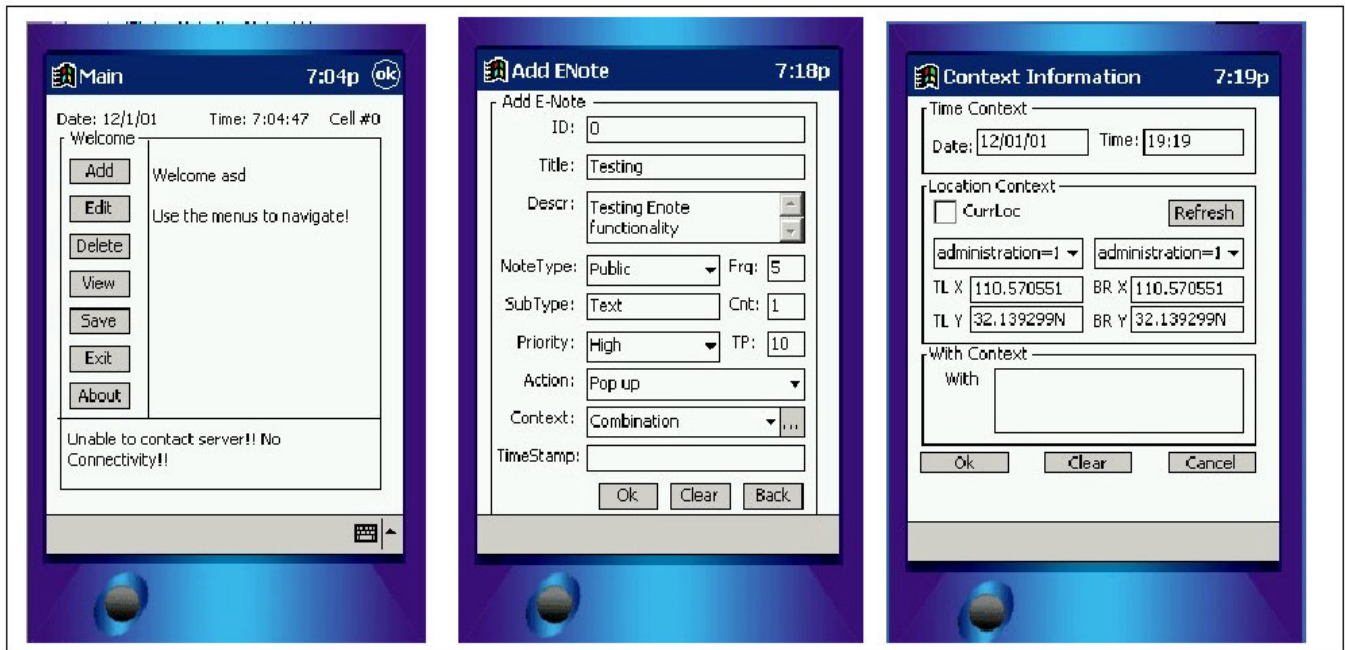 Main 7:04p ok
Date: 12/1/01 Time: 7:04:47 Cell #0
Welcome
Add
Edit
Delete
View
Save
Exit
About
Welcome asd
Use the menus to navigate!
Unable to contact server!! No
Connectivity!!
Add ENote 7:18p
Add E-Note
ID: 0
Title: Testing
Descr: Testing Enote
functionality
NoteType: Public Frq: 5
SubType: Text Cnt: 1
Priority: High TP: 10
Action: Pop up
Context: Combination ...
TimeStamp:
Ok Clear Back
Context Information 7:19p
Time Context
Date: 12/01/01 Time: 19:19
Location Context
CurrLoc Refresh
administration=1 administration=1
TL X 110.570551 BR X 110.570551
TL Y 32.139299N BR Y 32.139299N
With Context
With
Ok Clear Cancel